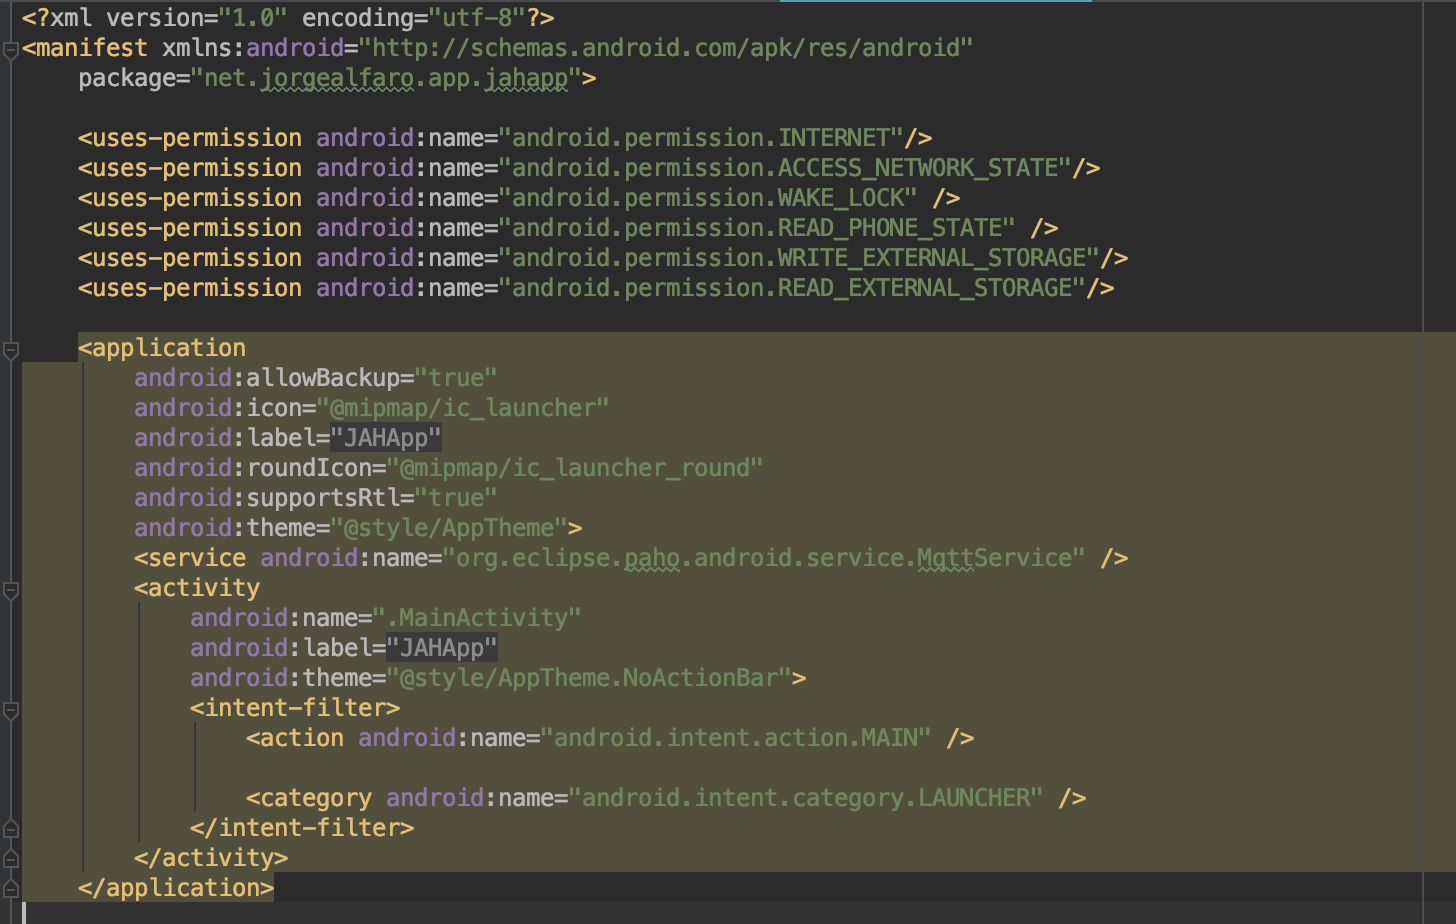 <?xml version="1.0" encoding="utf-8"?>
<manifest xmlns:android="http://schemas.android.com/apk/res/android"
    package="net.jorgealfaro.app.jahapp">

    <uses-permission android:name="android.permission.INTERNET"/>
    <uses-permission android:name="android.permission.ACCESS_NETWORK_STATE"/>
    <uses-permission android:name="android.permission.WAKE_LOCK" />
    <uses-permission android:name="android.permission.READ_PHONE_STATE" />
    <uses-permission android:name="android.permission.WRITE_EXTERNAL_STORAGE"/>
    <uses-permission android:name="android.permission.READ_EXTERNAL_STORAGE"/>

    <application
        android:allowBackup="true"
        android:icon="@mipmap/ic_launcher"
        android:label="JAHApp"
        android:roundIcon="@mipmap/ic_launcher_round"
        android:supportsRtl="true"
        android:theme="@style/AppTheme">
        <service android:name="org.eclipse.paho.android.service.MqttService" />
        <activity
            android:name=".MainActivity"
            android:label="JAHApp"
            android:theme="@style/AppTheme.NoActionBar">
            <intent-filter>
                <action android:name="android.intent.action.MAIN" />

                <category android:name="android.intent.category.LAUNCHER" />
            </intent-filter>
        </activity>
    </application>